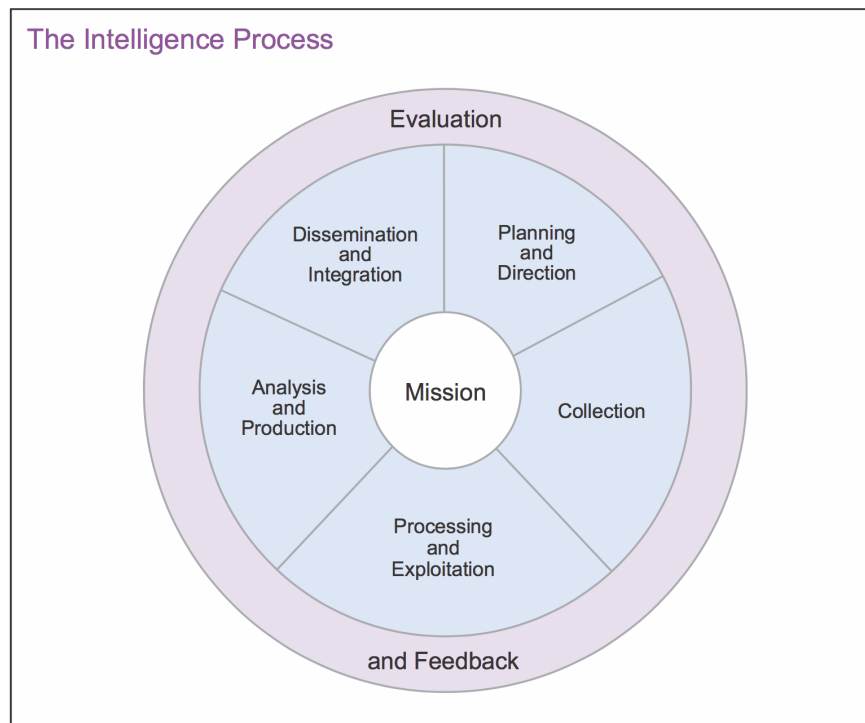 The Intelligence Process
Evaluation
Dissemination
and
Integration
Planning
and
Direction
Analysis
and
Production
Mission
Collection
Processing
and
Exploitation
and Feedback